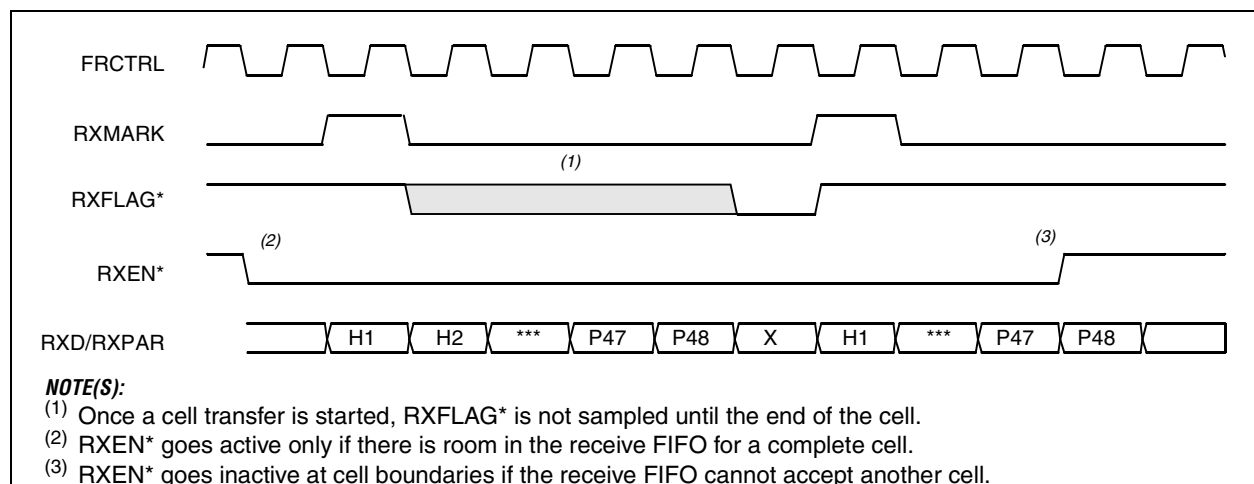 FRCTRL
RXMARK
(1)
RXFLAG*
(2)
(3)
RXEN*
RXD/RXPAR H1 H2 *** P47 P48 X H1 *** P47 P48
NOTE(S):
(1) Once a cell transfer is started, RXFLAG* is not sampled until the end of the cell.
(2) RXEN* goes active only if there is room in the receive FIFO for a complete cell.
(3) RXEN* goes inactive at cell boundaries if the receive FIFO cannot accept another cell.